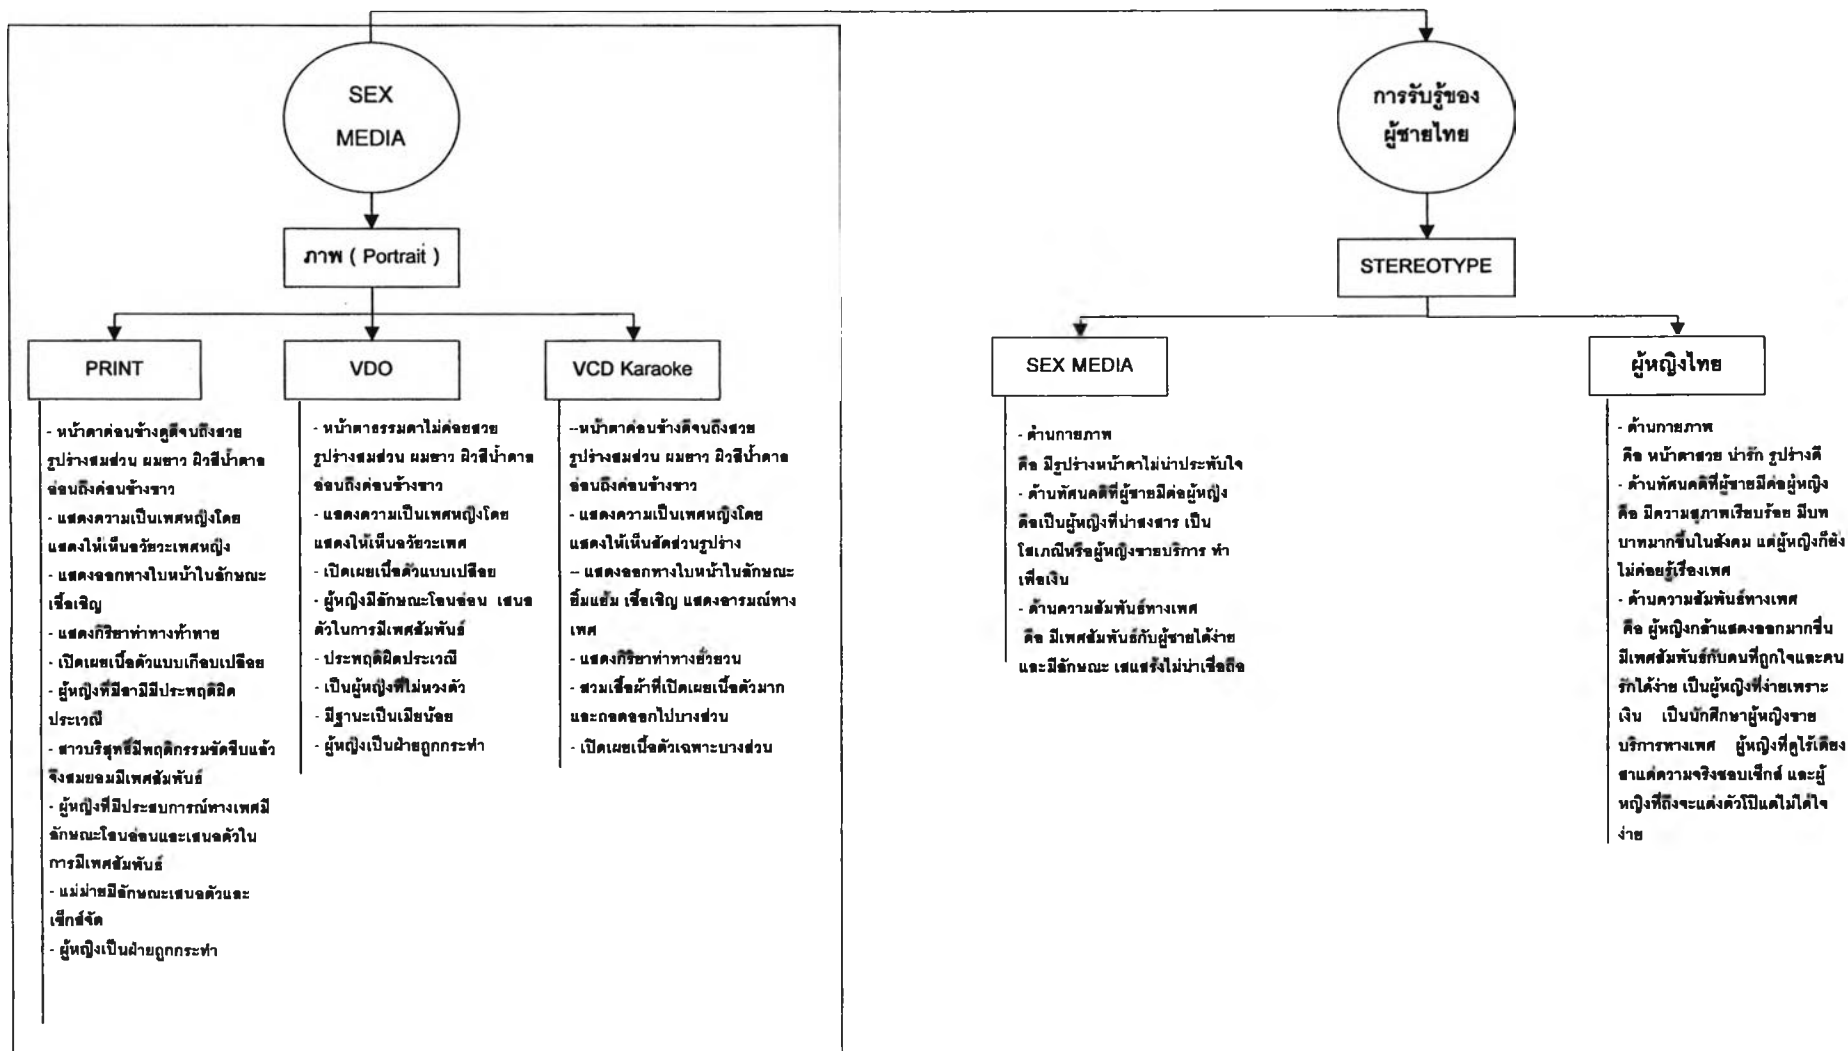 SEX
MEDIA
ภาพ ( Portrait )
PRINT
- หน้าตาค่อนข้างดูดีจนถึงสวย
รูปร่างสมส่วน ผมยาว ผิวสีน้ำตาล
อ่อนถึงค่อนข้างขาว
- แสดงความเป็นเพศหญิงโดย
แสดงให้เห็นอวัยวะเพศหญิง
- แสดงออกทางใบหน้าในลักษณะ
เชื้อเชิญ
- แสดงกิริยาท่าทางท้าทาย
- เปิดเผยเนื้อตัวแบบเกือบเปลือย
- ผู้หญิงที่มีสามีมีประพฤติผิด
ประเวณี
- สาวบริสุทธิ์มีพฤติกรรมขัดขืนแล้ว
จึงสมยอมมีเพศสัมพันธ์
- ผู้หญิงที่มีประสบการณ์ทางเพศมี
ลักษณะโอนอ่อนและเสนอตัวใน
การมีเพศสัมพันธ์
- แม่ม่ายมีลักษณะเสนอตัวและ
เซ็กส์จัด
- ผู้หญิงเป็นฝ่ายถูกกระทำ
VDO
- หน้าตาธรรมดาไม่ค่อยสวย
รูปร่างสมส่วน ผมยาว ผิวสีน้ำตาล
อ่อนถึงค่อนข้างขาว
- แสดงความเป็นเพศหญิงโดย
แสดงให้เห็นอวัยวะเพศ
- เปิดเผยเนื้อตัวแบบเปลือย
- ผู้หญิงมีลักษณะโอนอ่อน เสนอ
ตัวในการมีเพศสัมพันธ์
- ประพฤติผิดประเวณี
- เป็นผู้หญิงที่ไม่หวงตัว
- มีฐานะเป็นเมียน้อย
- ผู้หญิงเป็นฝ่ายถูกกระทำ
VCD Karaoke
--หน้าตาค่อนข้างดีจนถึงสวย
รูปร่างสมส่วน ผมยาว ผิวสีน้ำตาล
อ่อนถึงค่อนข้างขาว
- แสดงความเป็นเพศหญิงโดย
แสดงให้เห็นสัดส่วนรูปร่าง
-- แสดงออกทางใบหน้าในลักษณะ
ยิ้มแย้ม เชื้อเชิญ แสดงอารมณ์ทาง
เพศ
- แสดงกิริยาท่าทางยั่วยวน
- สวมเสื้อผ้าที่เปิดเผยเนื้อตัวมาก
และถอดออกไปบางส่วน
- เปิดเผยเนื้อตัวเฉพาะบางส่วน
การรับรู้ของ
ผู้ชายไทย
STEREOTYPE
SEX MEDIA
- ด้านกายภาพ
คือ มีรูปร่างหน้าตาไม่น่าประทับใจ
- ด้านทัศนคติที่ผู้ชายมีต่อผู้หญิง
คือเป็นผู้หญิงที่น่าสงสาร เป็น
โสเภณีหรือผู้หญิงขายบริการ ทำ
เพื่อเงิน
- ด้านความสัมพันธ์ทางเพศ
คือ มีเพศสัมพันธ์กับผู้ชายได้ง่าย
และมีลักษณะ เสแสร้งไม่น่าเชื่อถือ
ผู้หญิงไทย
- ด้านกายภาพ
คือ หน้าตาสวย น่ารัก รูปร่างดี
- ด้านทัศนคติที่ผู้ชายมีต่อผู้หญิง
คือ มีความสุภาพเรียบร้อย มีบท
บาทมากขึ้นในสังคม แต่ผู้หญิงก็ยัง
ไม่ค่อยรู้เรื่องเพศ
- ด้านความสัมพันธ์ทางเพศ
คือ ผู้หญิงกล้าแสดงออกมากขึ้น
มีเพศสัมพันธ์กับคนที่ถูกใจและคน
รักได้ง่าย เป็นผู้หญิงที่ง่ายเพราะ
เงิน เป็นนักศึกษาผู้หญิงขาย
บริการทางเพศ ผู้หญิงที่ดูไร้เดียง
สาแต่ความจริงชอบเซ็กส์ และผู้
หญิงที่ถึงจะแต่งตัวโป๊แต่ไม่ได้ใจ
ง่าย